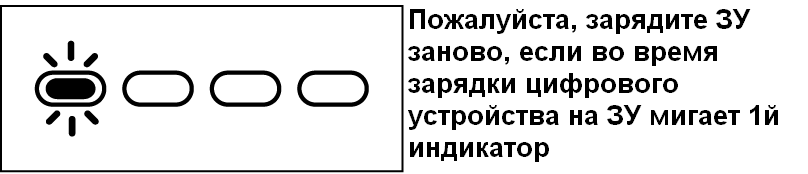 Пожалуйста, зарядите ЗУ
заново, если во время
зарядки цифрового
устройства на ЗУ мигает 1й
индикатор